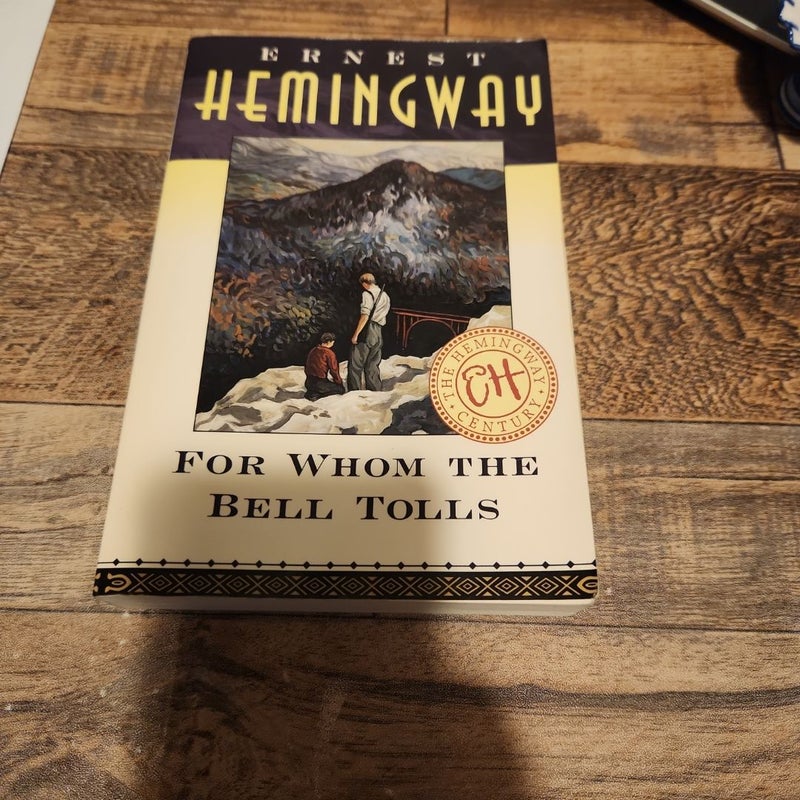 ERNEST
HEMINGWAY
THE HEMINGWAY
EH
CENTURY
FOR WHOM THE
BELL TOLLS